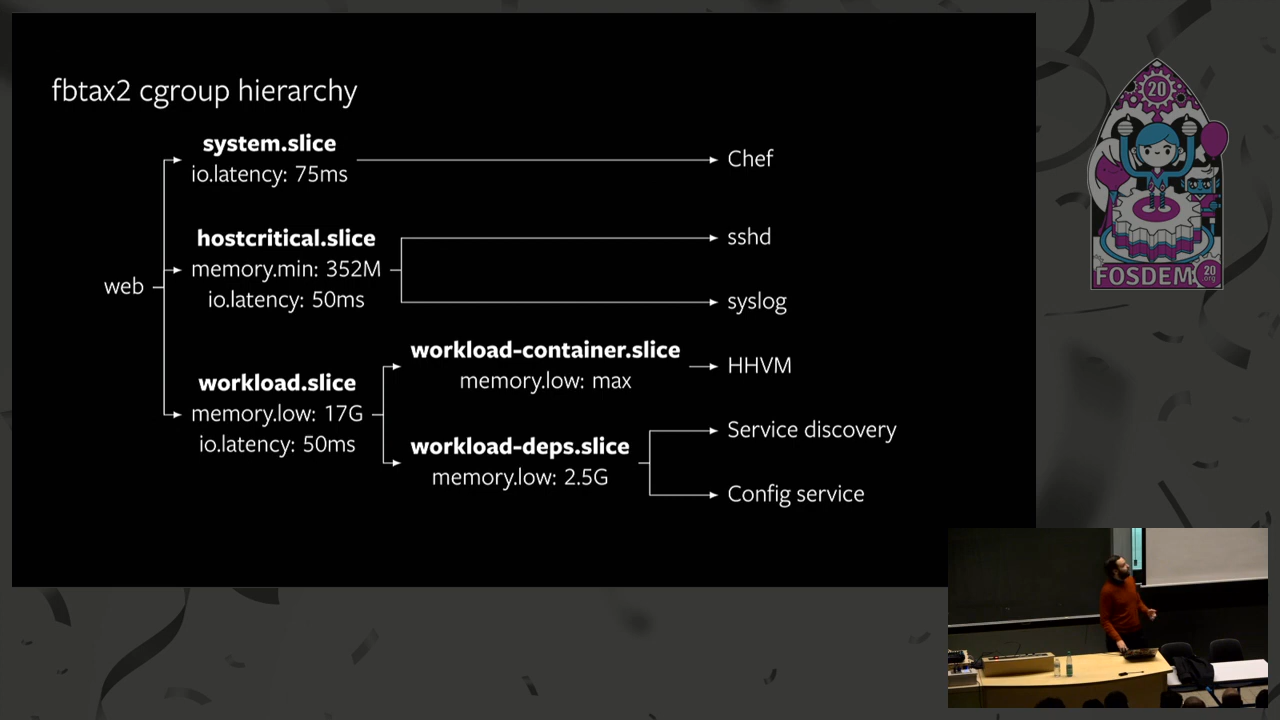 fbtax2 cgroup hierarchy
system.slice
io.latency: 75ms
Chef
hostcritical.slice
memory.min: 352M
io.latency: 50ms
sshd
syslog
web
workload.slice
memory.low: 17G
io.latency: 50ms
workload-container.slice
memory.low: max
HHVM
workload-deps.slice
memory.low: 2.5G
Service discovery
Config service
20
FOSDEM
20
.org